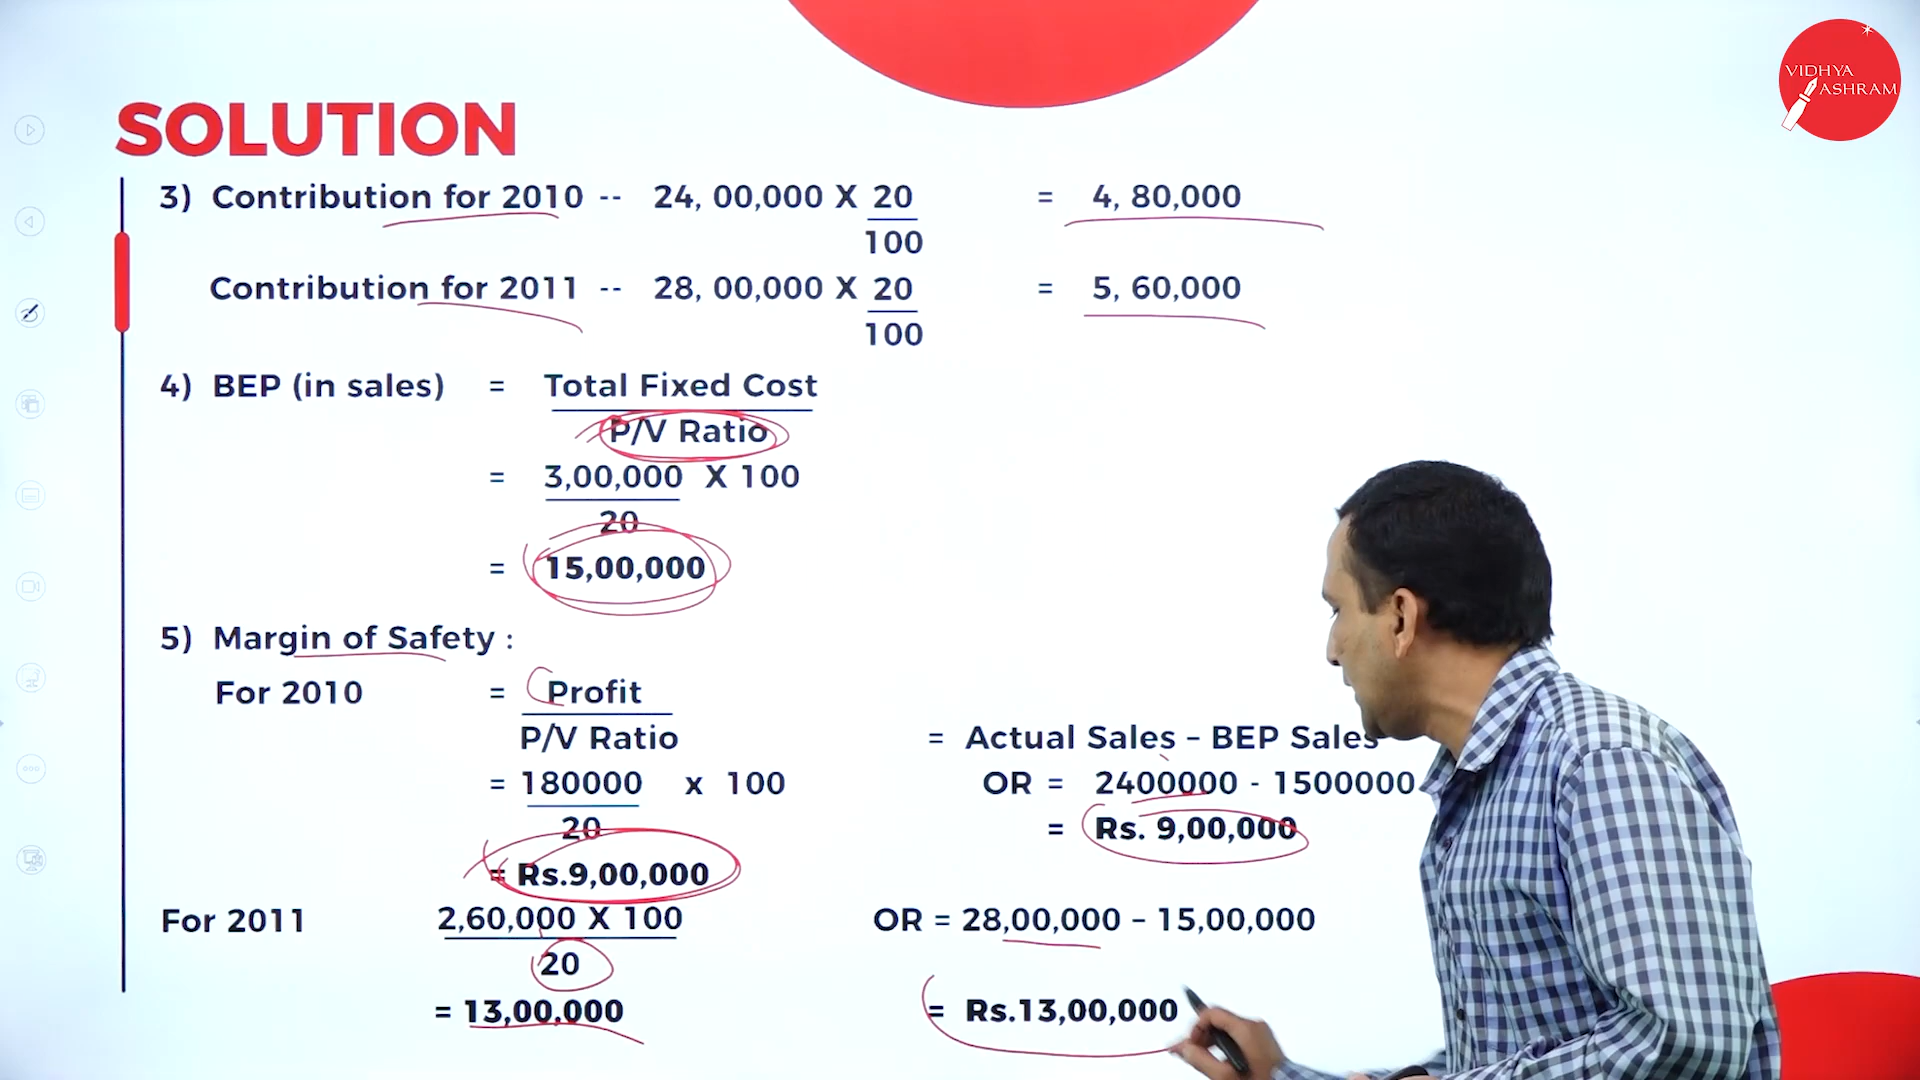 VIDHYA
ASHRAM
SOLUTION
3) Contribution for 2010 -- 24, 00,000 X 20 = 4, 80,000
100
Contribution for 2011 -- 28, 00,000 X 20 = 5, 60,000
100
4) BEP (in sales) = Total Fixed Cost
P/V Ratio
= 3,00,000 X 100
20
= 15,00,000
5) Margin of Safety :
For 2010 = Profit
P/V Ratio = Actual Sales - BEP Sales
= 180000 x 100 OR = 2400000 - 1500000
20 = Rs. 9,00,000
= Rs.9,00,000
For 2011 2,60,000 X 100 OR = 28,00,000 - 15,00,000
20
= 13,00,000 = Rs.13,00,000